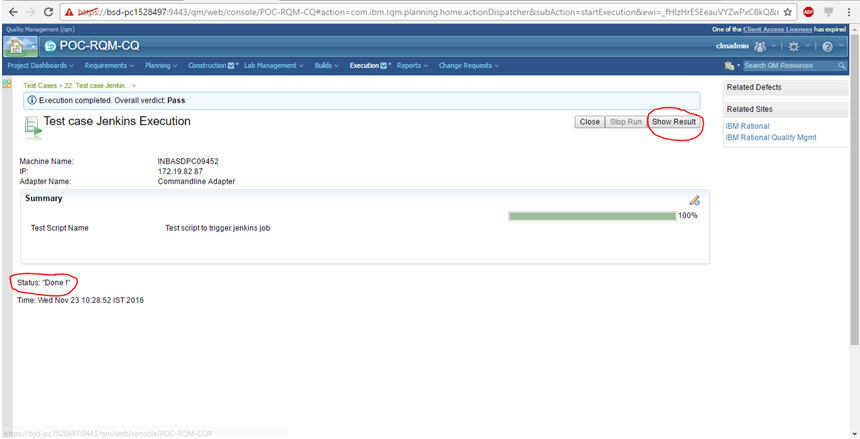 https://bsd-pc1528497:9443/qm/web/console/POC-RQM-CQ#action=com.ibm.rqm.planning.home.actionDispatcher&subAction=startExecution&ewi=_fHIzHrE5EeauVYZwPxC8kQ&r
ABP
Quality Management (/qm)
One of the Client Access Licenses has expired
POC-RQM-CQ
clmadmin
Project Dashboards Requirements Planning Construction Lab Management Builds Execution Reports Change Requests
Search QM Resources
Test Cases > 22: Test case Jenkin... >
Execution completed. Overall verdict: Pass
Test case Jenkins Execution
Close Stop Run Show Result
Machine Name: INBASDPC09452
IP: 172.19.82.87
Adapter Name: Commandline Adapter
Summary
100%
Test Script Name Test script to trigger jenkins job
Status: "Done !"
Time: Wed Nov 23 10:28:52 IST 2016
Related Defects
Related Sites
IBM Rational
IBM Rational Quality Mgmt
https://bsd-pc1528497:9443/qm/web/console/POC-RQM-CQ#